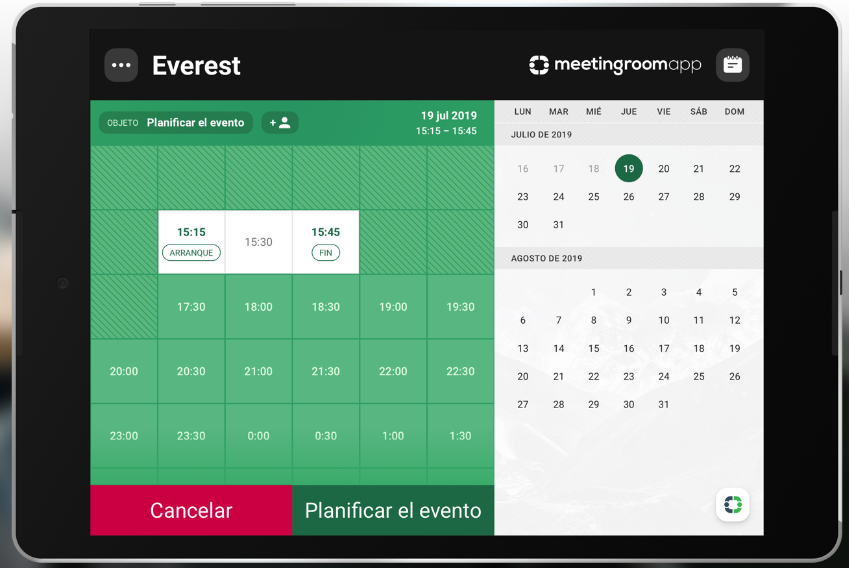 Everest
meetingroomapp
OBJETO Planificar el evento
+
19 jul 2019
15:15 – 15:45
15:15 15:30 15:45
ARRANQUE FIN
17:30 18:00 18:30 19:00 19:30
20:00 20:30 21:00 21:30 22:00 22:30
23:00 23:30 0:00 0:30 1:00 1:30
Cancelar Planificar el evento
LUN MAR MIÉ JUE VIE SÁB DOM
JULIO DE 2019
16 17 18 19 20 21 22
23 24 25 26 27 28 29
30 31
AGOSTO DE 2019
1 2 3 4 5
6 7 8 9 10 11 12
13 14 15 16 17 18 19
20 21 22 23 24 25 26
27 28 29 30 31